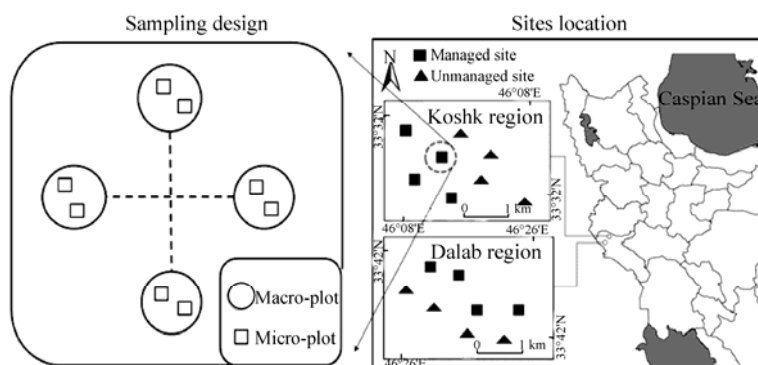 Sampling design
Macro-plot
Micro-plot
Sites location
N
Managed site
Unmanaged site
46°08'E
Caspian Sea
33°32'N
Koshk region
33°32'N
0 1 km
46°08'E
46°26'E
33°42'N
Dalab region
33°42'N
0 1 km
46°26'E